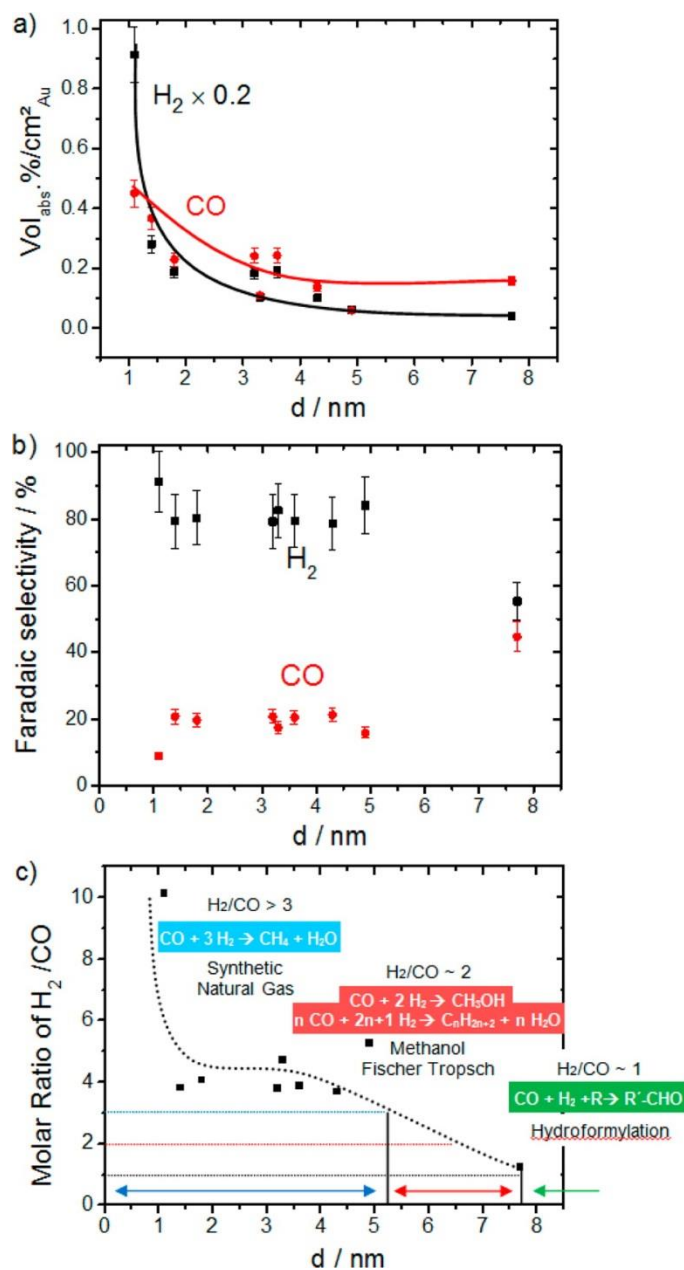 a)
1.0
0.8
0.6
0.4
0.2
0.0
Vol_abs.%/cm²_Au
H₂ × 0.2
CO
1 2 3 4 5 6 7 8
d / nm
b)
100
80
60
40
20
0
Faradaic selectivity / %
H₂
CO
0 1 2 3 4 5 6 7 8
d / nm
c)
10
8
6
4
2
0
Molar Ratio of H₂ /CO
H₂/CO > 3
CO + 3 H₂ → CH₄ + H₂O
Synthetic
Natural Gas
H₂/CO ~ 2
CO + 2 H₂ → CH₃OH
n CO + 2n+1 H₂ → CₙH₂ₙ₊₂ + n H₂O
Methanol
Fischer Tropsch
H₂/CO ~ 1
CO + H₂ +R→ R´-CHO
Hydroformylation
0 1 2 3 4 5 6 7 8
d / nm